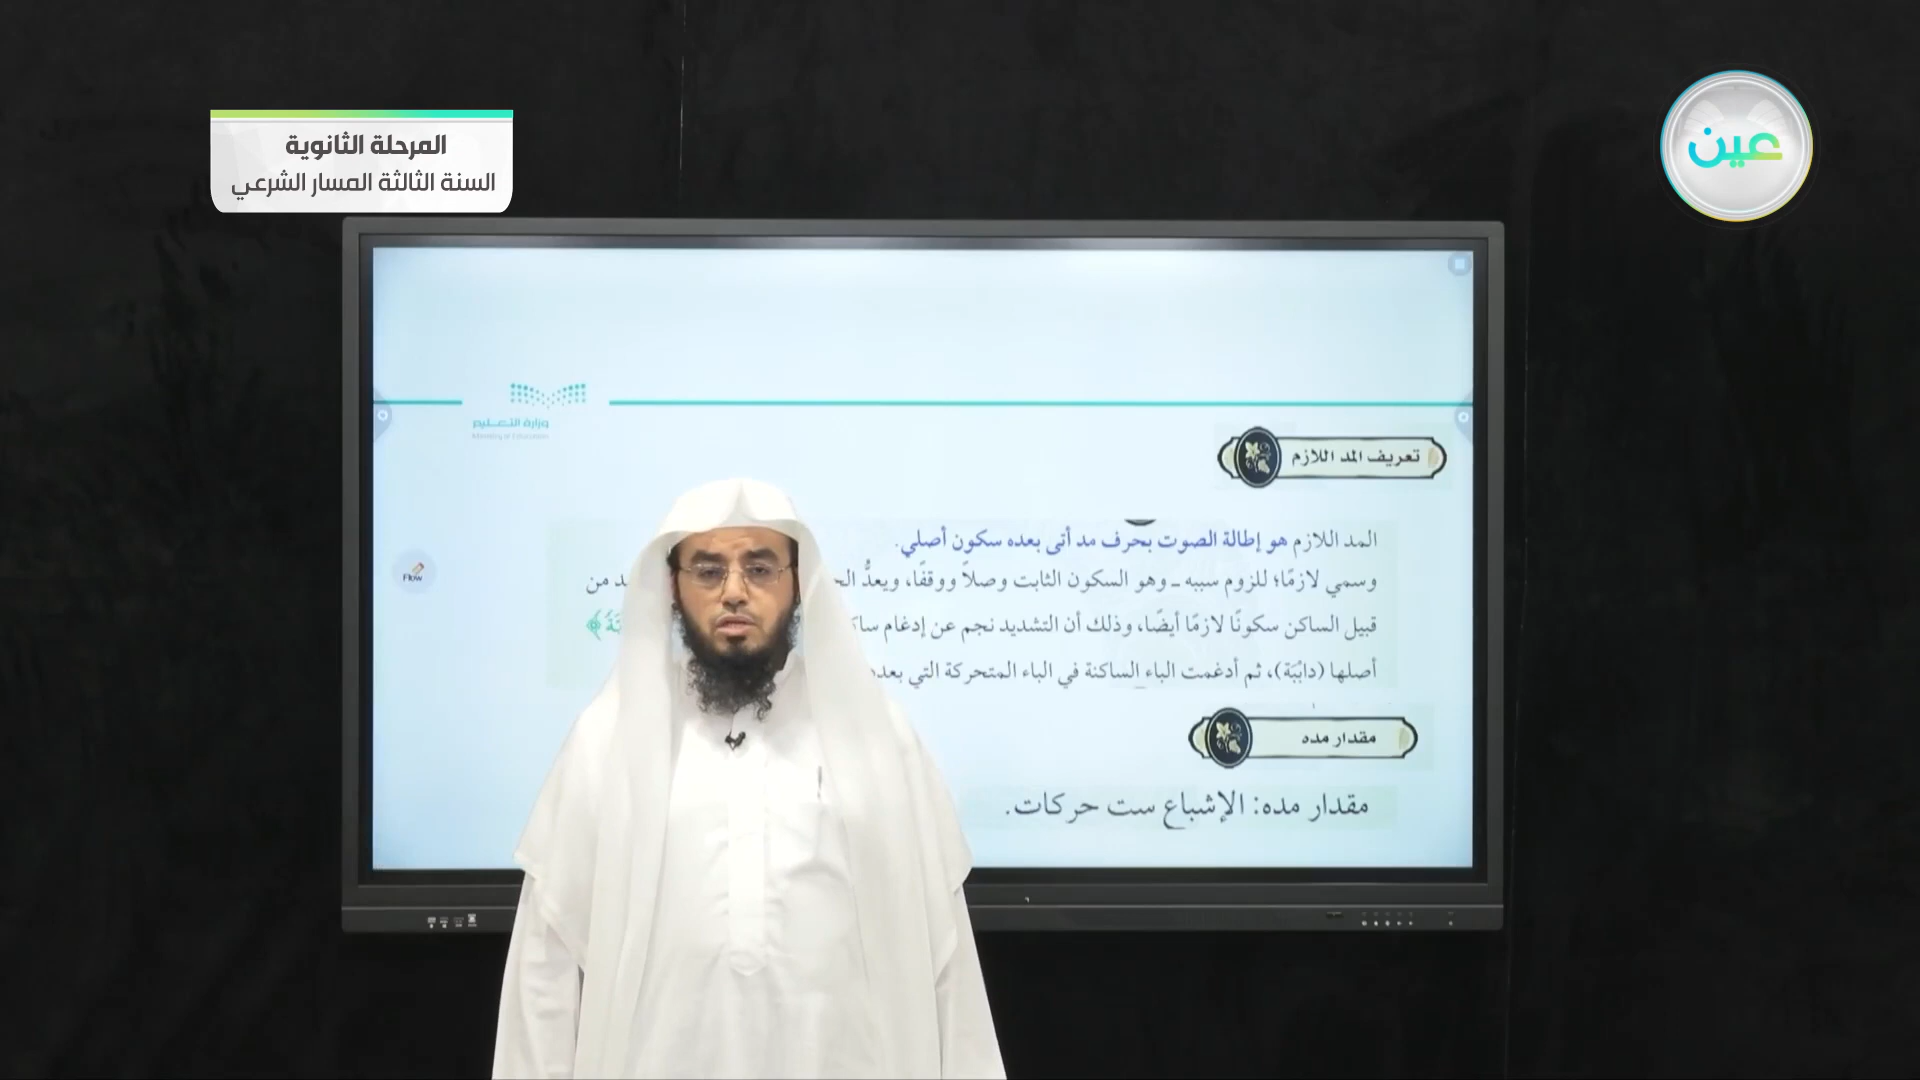 المرحلة الثانوية
السنة الثالثة المسار الشرعي
عين
وزارة التعليم
Ministry of Education
تعريف المد اللازم
المد اللازم هو إطالة الصوت بحرف مد أتى بعده سكون أصلي.
وسمي لازمًا؛ للزوم سببه ـ وهو السكون الثابت وصلاً ووقفًا، ويعدُّ من
قبيل الساكن سكونًا لازمًا أيضًا، وذلك أن التشديد نجم عن إدغام
أصلها (دابْبَة)، ثم أدغمت الباء الساكنة في الباء المتحركة التي
Flow
مقدار مده
مقدار مده: الإشباع ست حركات.